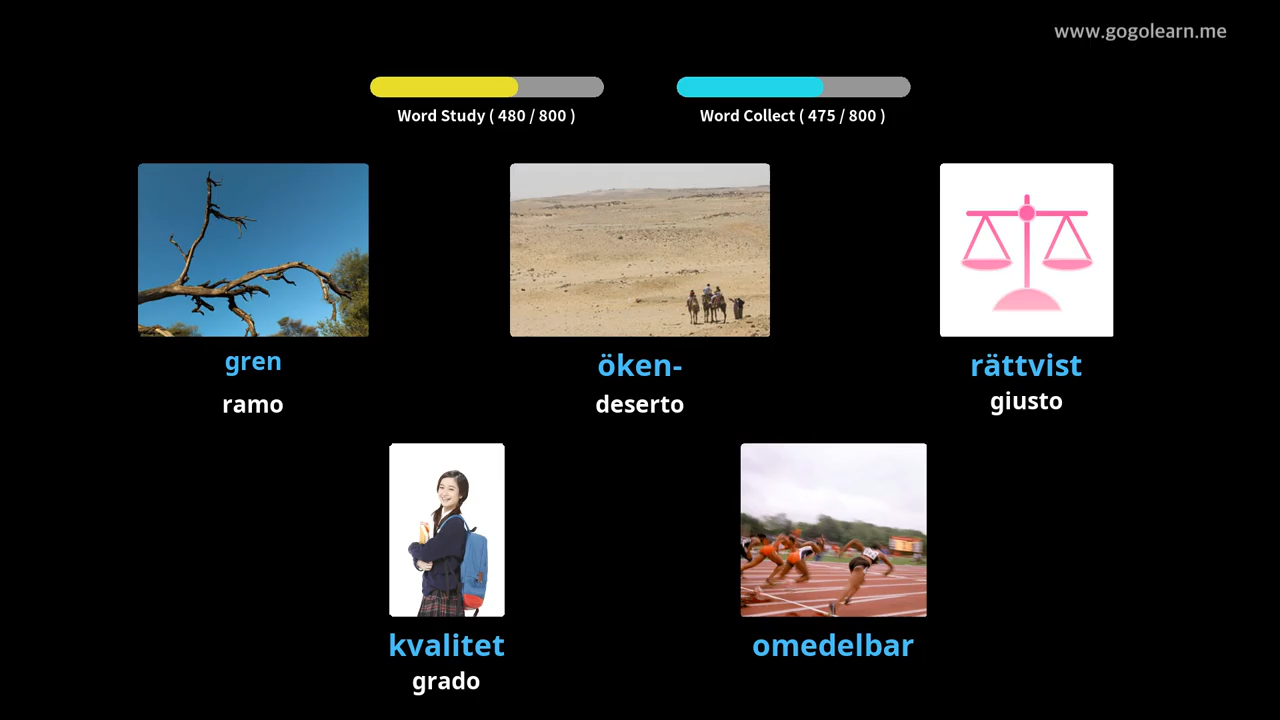 www.gogolearn.me
Word Study ( 480 / 800 )
Word Collect ( 475 / 800 )
gren
ramo
öken-
deserto
rättvist
giusto
kvalitet
grado
omedelbar